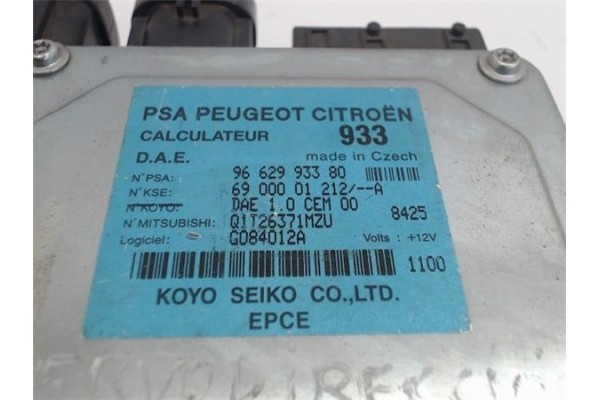 PSA PEUGEOT CITROËN
CALCULATEUR 933
D.A.E. made in Czech
N°PSA: 96 629 933 80
N°KSE: 69 000 01 212/--A
N°KOYO: DAE 1.0 CEM 00
N°MITSUBISHI: Q1T26371MZU 8425
Logiciel: G084012A Volts : +12V
1100
KOYO SEIKO CO.,LTD.
EPCE